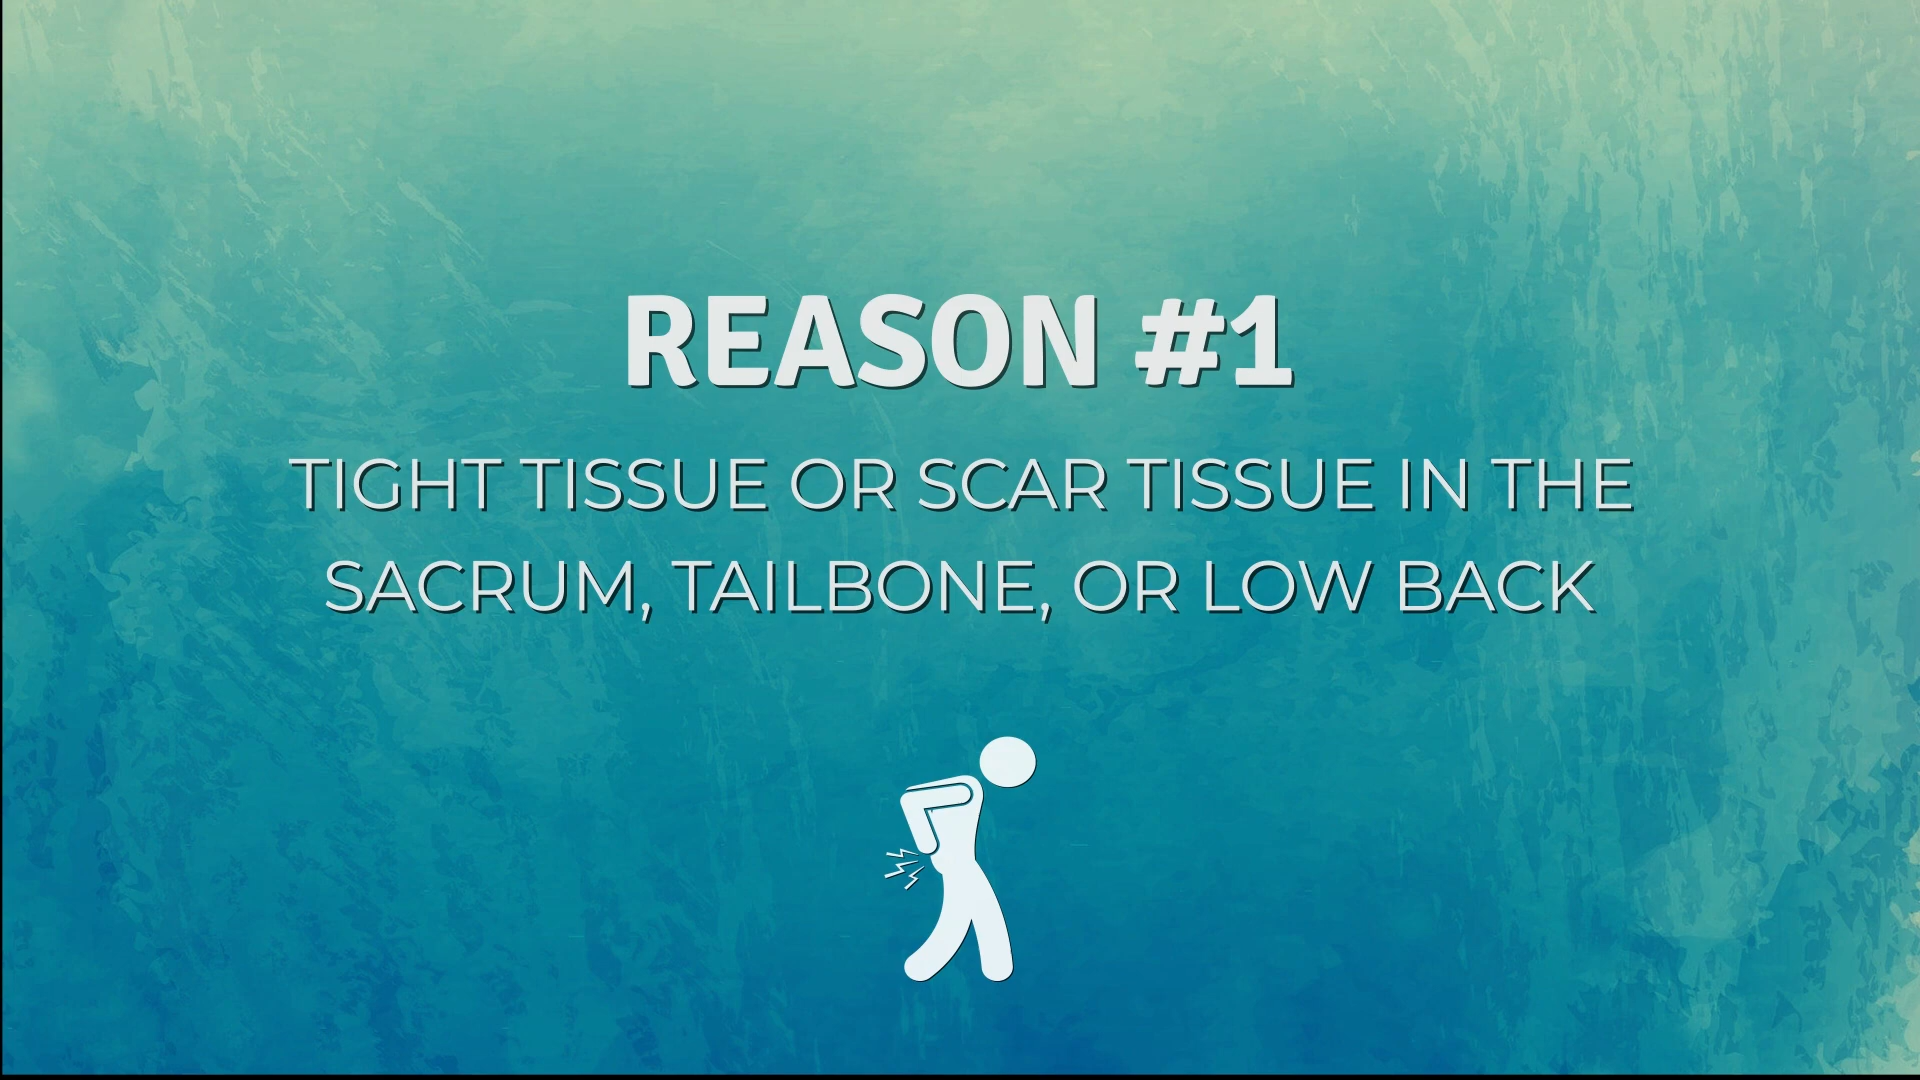 REASON #1
TIGHT TISSUE OR SCAR TISSUE IN THE
SACRUM, TAILBONE, OR LOW BACK